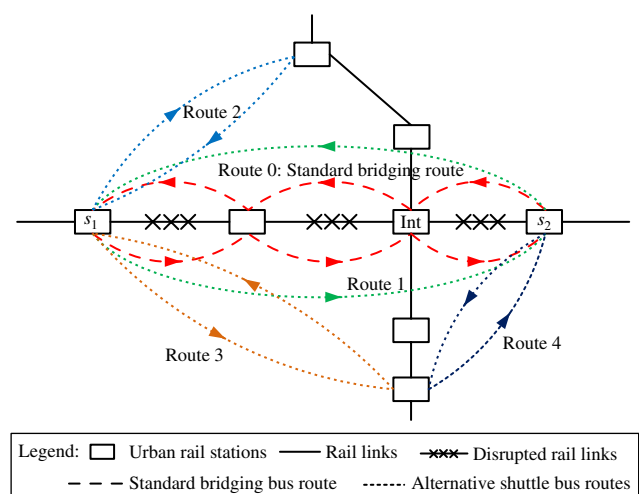 Route 2
Route 0: Standard bridging route
s1
Int
s2
Route 1
Route 3
Route 4
Legend: Urban rail stations Rail links Disrupted rail links
Standard bridging bus route Alternative shuttle bus routes